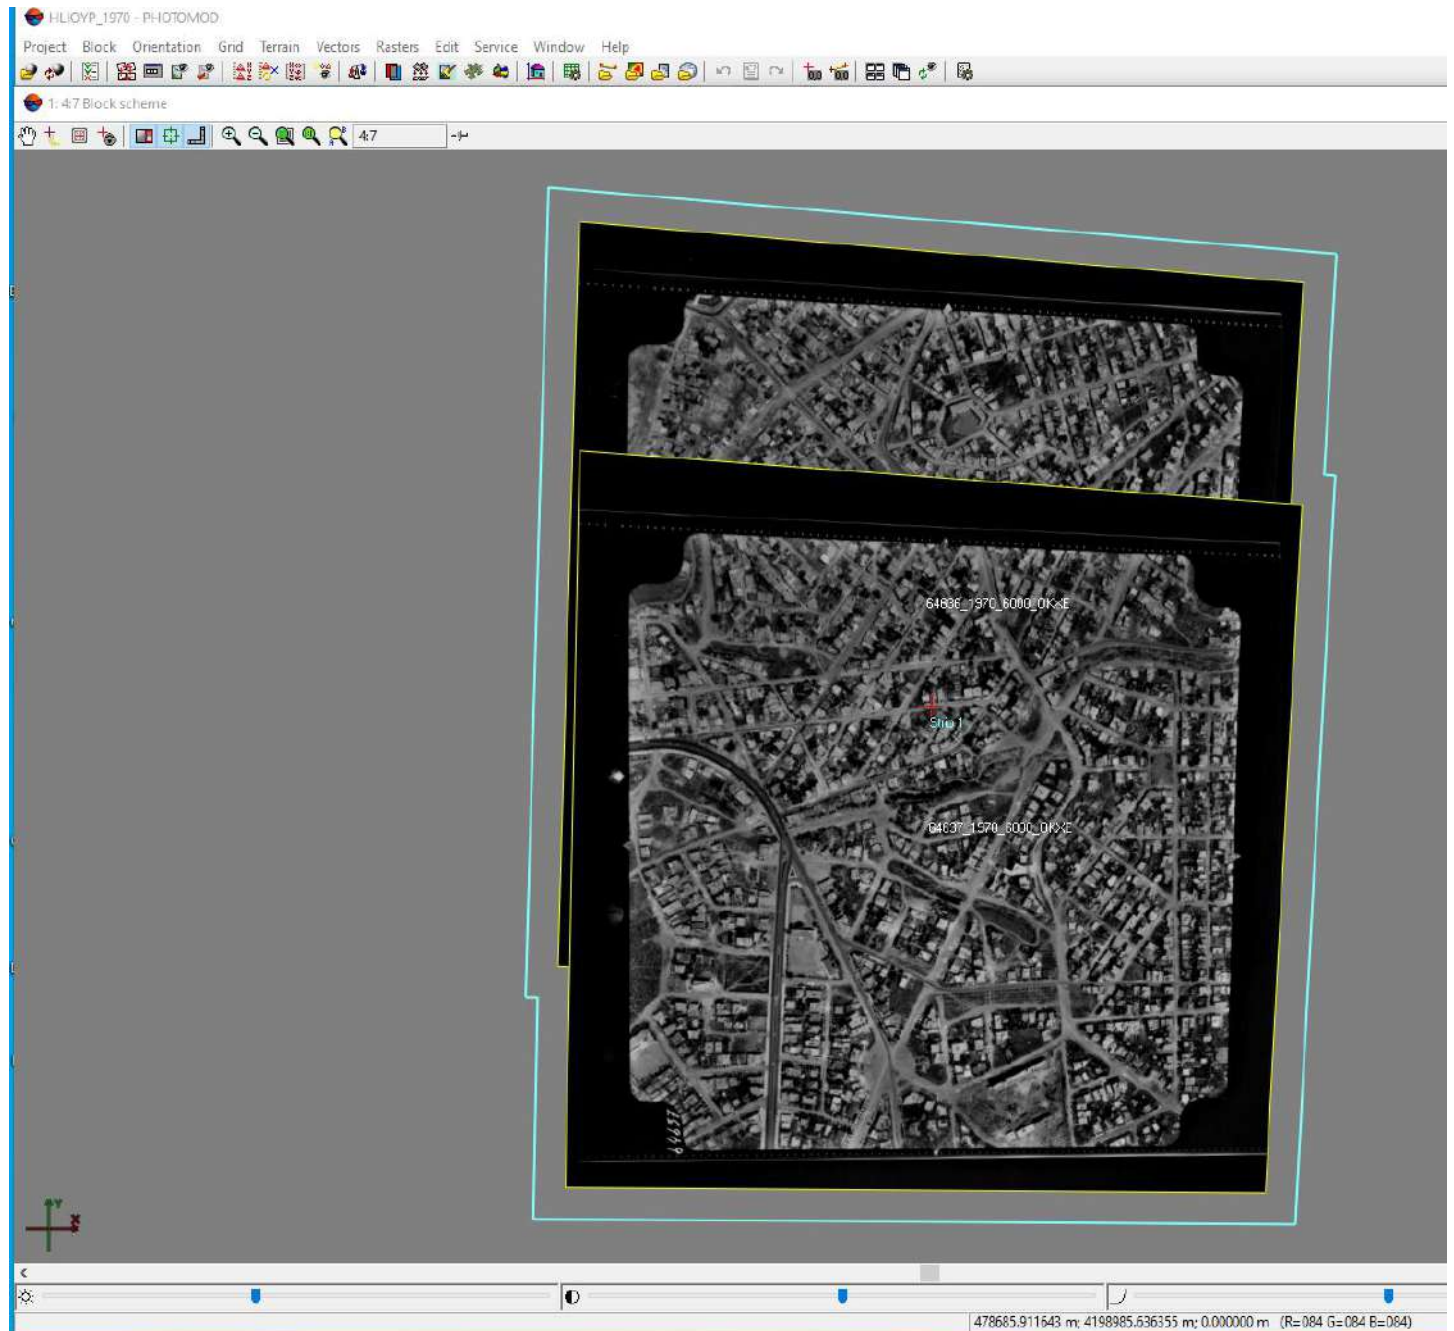 HLIOYP_1970 - PHOTOMOD
Project Block Orientation Grid Terrain Vectors Rasters Edit Service Window Help
1: 4:7 Block scheme
4:7
64636_1970_6000_OKXE
Strip 1
64637_1970_6000_OKXE
64637
Y
X
478685.911643 m; 4198985.636355 m; 0.000000 m (R=084 G=084 B=084)